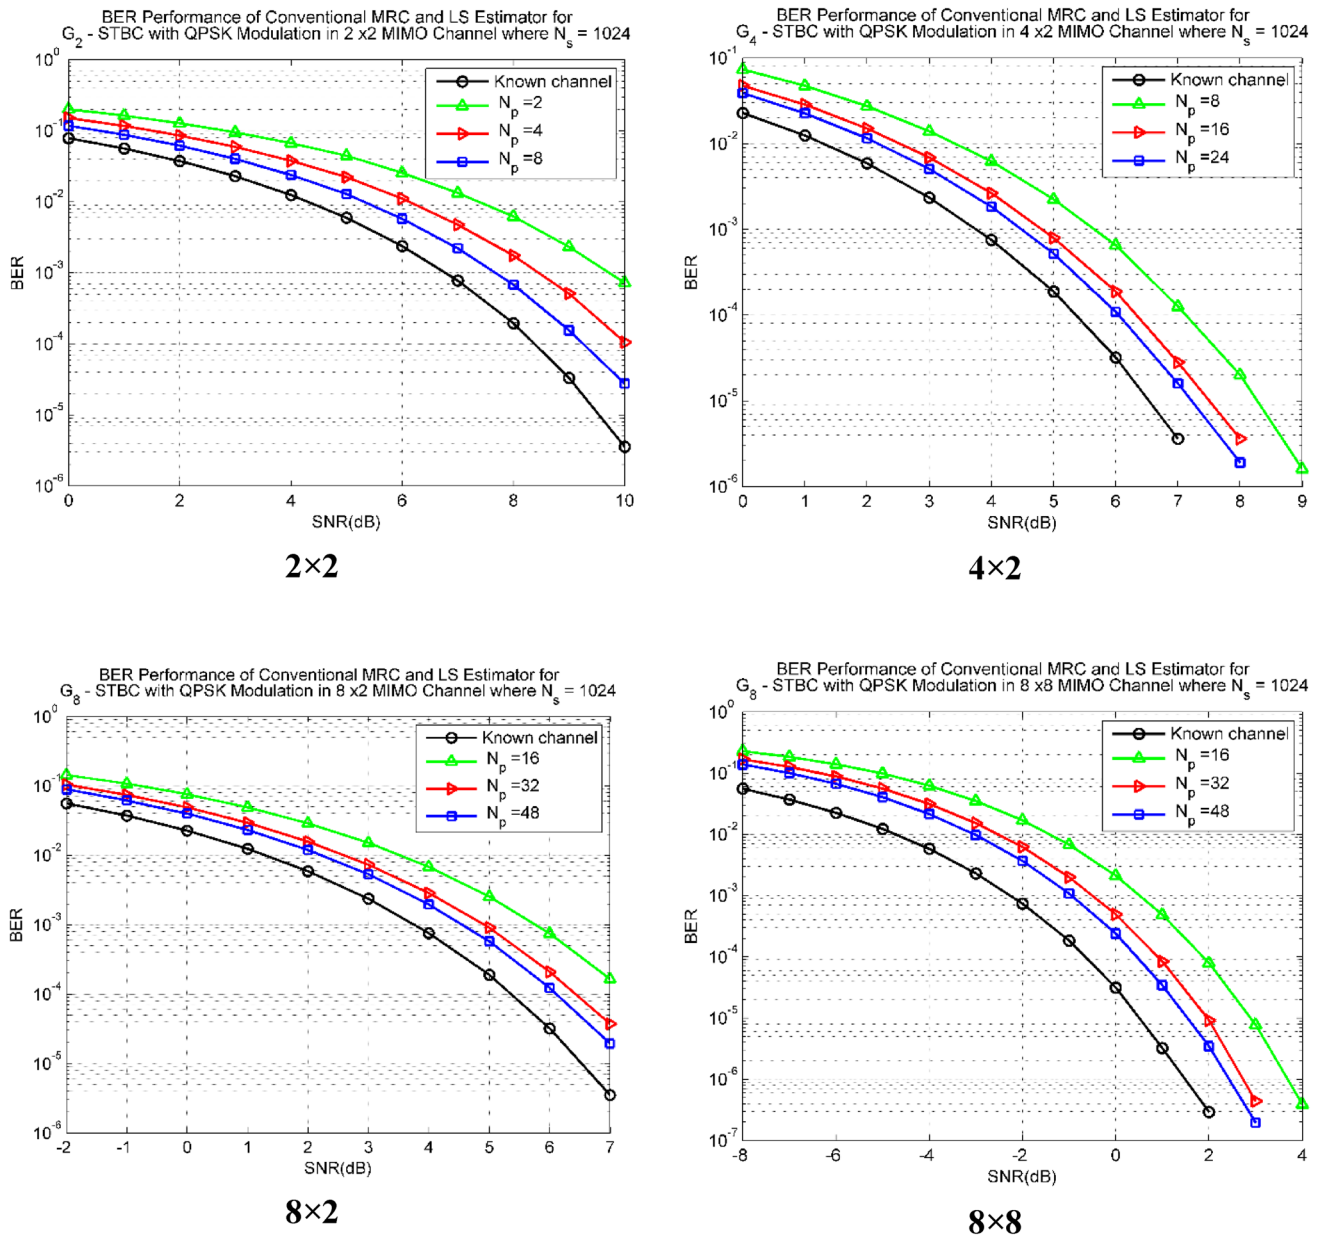 BER Performance of Conventional MRC and LS Estimator for
G2 - STBC with QPSK Modulation in 2 x2 MIMO Channel where Ns = 1024
10^0
10^-1
10^-2
10^-3
10^-4
10^-5
10^-6
BER
Known channel
Np=2
Np=4
Np=8
0 2 4 6 8 10
SNR(dB)
2×2
BER Performance of Conventional MRC and LS Estimator for
G4 - STBC with QPSK Modulation in 4 x2 MIMO Channel where Ns = 1024
10^-1
10^-2
10^-3
10^-4
10^-5
10^-6
BER
Known channel
Np=8
Np=16
Np=24
0 1 2 3 4 5 6 7 8 9
SNR(dB)
4×2
BER Performance of Conventional MRC and LS Estimator for
G8 - STBC with QPSK Modulation in 8 x2 MIMO Channel where Ns = 1024
10^0
10^-1
10^-2
10^-3
10^-4
10^-5
10^-6
BER
Known channel
Np=16
Np=32
Np=48
-2 -1 0 1 2 3 4 5 6 7
SNR(dB)
8×2
BER Performance of Conventional MRC and LS Estimator for
G8 - STBC with QPSK Modulation in 8 x8 MIMO Channel where Ns = 1024
10^0
10^-1
10^-2
10^-3
10^-4
10^-5
10^-6
10^-7
BER
Known channel
Np=16
Np=32
Np=48
-8 -6 -4 -2 0 2 4
SNR(dB)
8×8